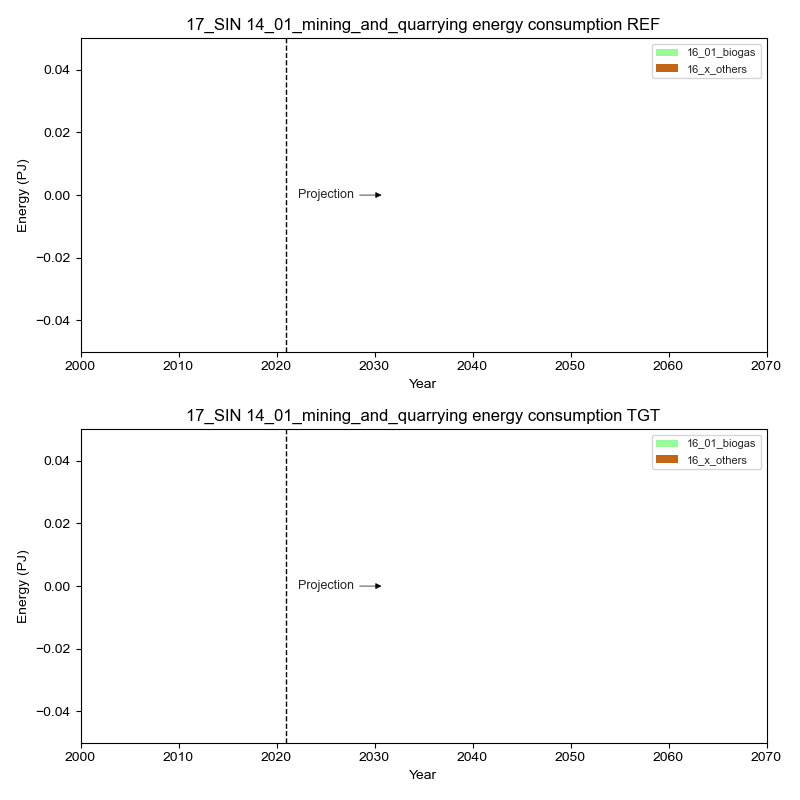 17_SIN 14_01_mining_and_quarrying energy consumption REF
16_01_biogas
16_x_others
0.04
0.02
0.00
−0.02
−0.04
Energy (PJ)
Projection
2000 2010 2020 2030 2040 2050 2060 2070
Year
17_SIN 14_01_mining_and_quarrying energy consumption TGT
16_01_biogas
16_x_others
0.04
0.02
0.00
−0.02
−0.04
Energy (PJ)
Projection
2000 2010 2020 2030 2040 2050 2060 2070
Year